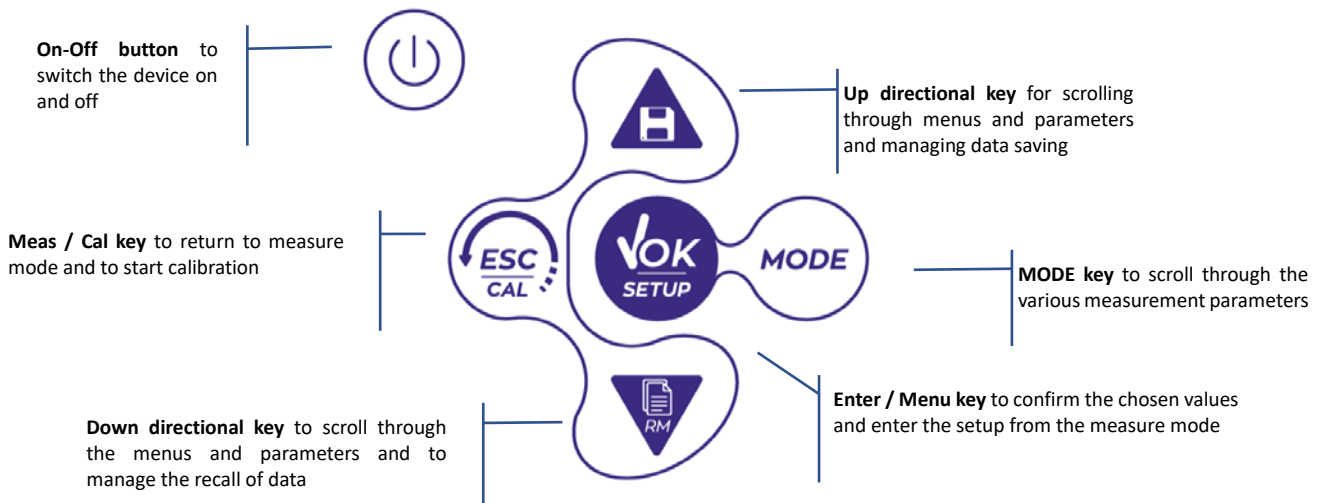 On-Off button to
switch the device on
and off
Up directional key for scrolling
through menus and parameters
and managing data saving
Meas / Cal key to return to measure
mode and to start calibration
ESC
CAL
OK
SETUP
MODE
MODE key to scroll through the
various measurement parameters
RM
Enter / Menu key to confirm the chosen values
and enter the setup from the measure mode
Down directional key to scroll through
the menus and parameters and to
manage the recall of data